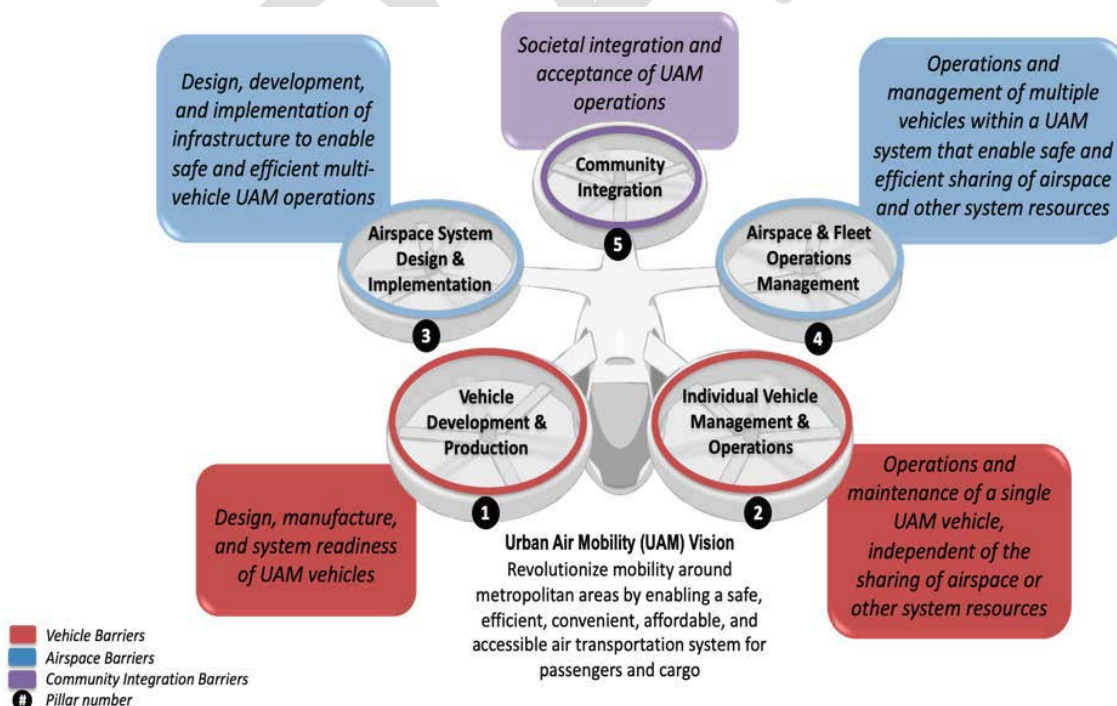 Societal integration and
acceptance of UAM
operations
Design, development,
and implementation of
infrastructure to enable
safe and efficient multi-
vehicle UAM operations
Operations and
management of multiple
vehicles within a UAM
system that enable safe and
efficient sharing of airspace
and other system resources
Community
Integration
5
Airspace System
Design &
Implementation
3
Airspace & Fleet
Operations
Management
4
Vehicle
Development &
Production
1
Individual Vehicle
Management &
Operations
2
Design, manufacture,
and system readiness
of UAM vehicles
Operations and
maintenance of a single
UAM vehicle,
independent of the
sharing of airspace or
other system resources
Urban Air Mobility (UAM) Vision
Revolutionize mobility around
metropolitan areas by enabling a safe,
efficient, convenient, affordable, and
accessible air transportation system for
passengers and cargo
Vehicle Barriers
Airspace Barriers
Community Integration Barriers
# Pillar number